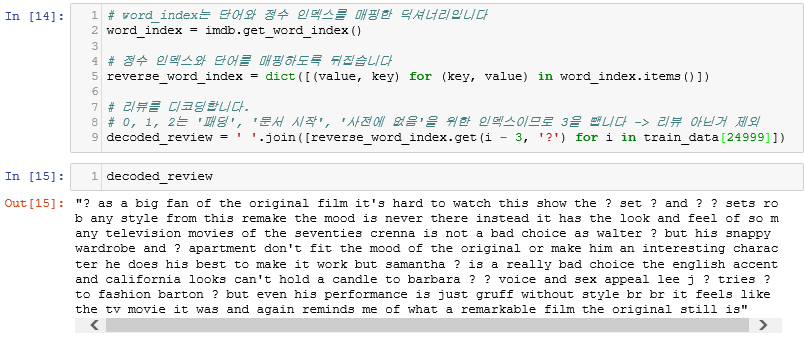 In [14]:
1 # word_index는 단어와 정수 인덱스를 매핑한 딕셔너리입니다
2 word_index = imdb.get_word_index()
3
4 # 정수 인덱스와 단어를 매핑하도록 뒤집습니다
5 reverse_word_index = dict([(value, key) for (key, value) in word_index.items()])
6
7 # 리뷰를 디코딩합니다.
8 # 0, 1, 2는 '패딩', '문서 시작', '사전에 없음'을 위한 인덱스이므로 3을 뺍니다 -> 리뷰 아닌거 제외
9 decoded_review = ' '.join([reverse_word_index.get(i - 3, '?') for i in train_data[24999]])
In [15]:
1 decoded_review
Out[15]:
"? as a big fan of the original film it's hard to watch this show the ? set ? and ? ? sets ro
b any style from this remake the mood is never there instead it has the look and feel of so m
any television movies of the seventies crenna is not a bad choice as walter ? but his snappy
wardrobe and ? apartment don't fit the mood of the original or make him an interesting charac
ter he does his best to make it work but samantha ? is a really bad choice the english accent
and california looks can't hold a candle to barbara ? ? voice and sex appeal lee j ? tries ?
to fashion barton ? but even his performance is just gruff without style br br it feels like
the tv movie it was and again reminds me of what a remarkable film the original still is"